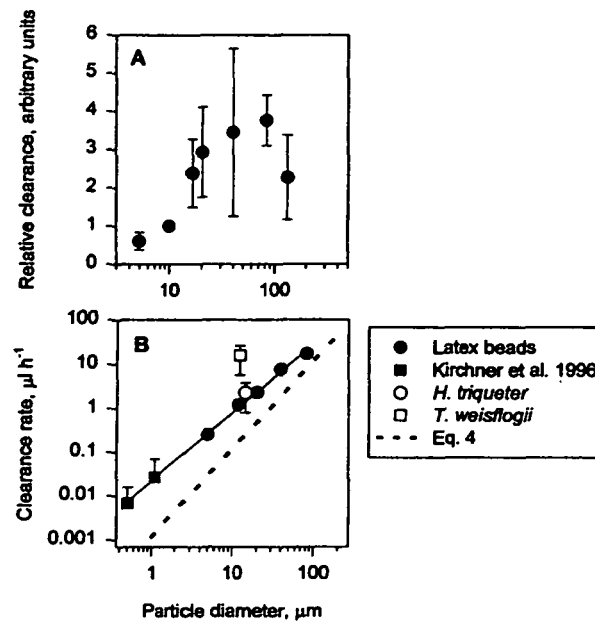 A
Relative clearance, arbitrary units
6
5
4
3
2
1
0
10
100
B
Clearance rate, µl h⁻¹
100
10
1
0.1
0.01
0.001
1
10
100
Particle diameter, µm
Latex beads
Kirchner et al. 1996
H. triqueter
T. weisflogii
Eq. 4